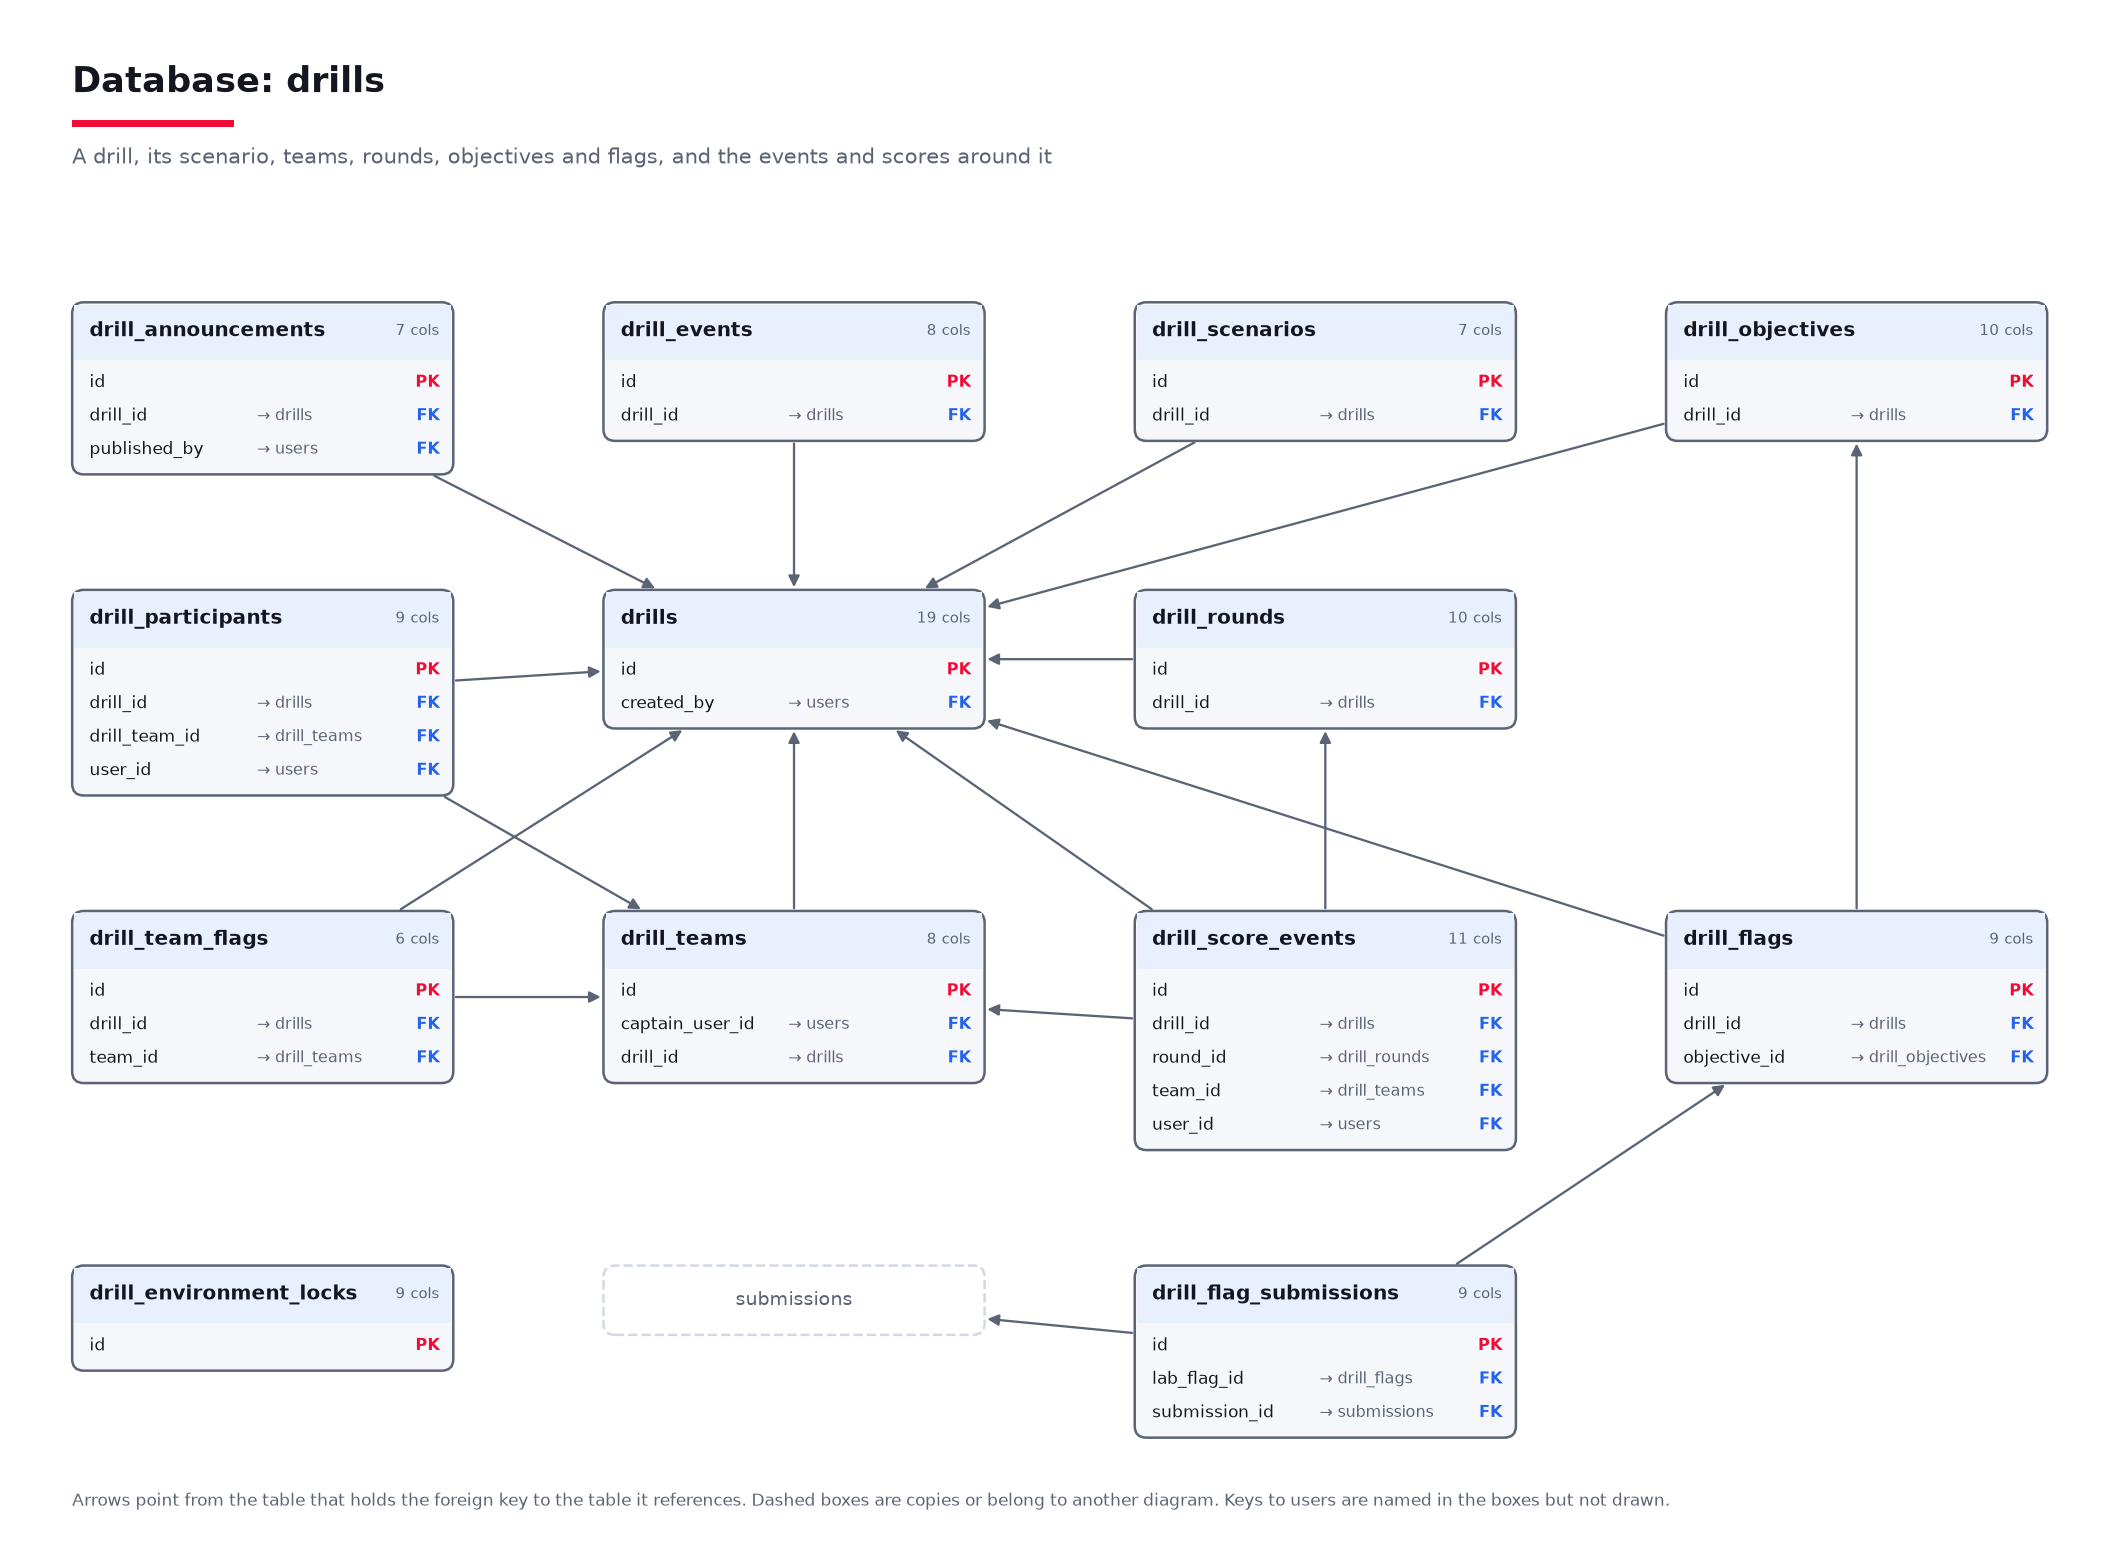 Database: drills
A drill, its scenario, teams, rounds, objectives and flags, and the events and scores around it
drill_announcements 7 cols
id PK
drill_id → drills FK
published_by → users FK
drill_events 8 cols
id PK
drill_id → drills FK
drill_scenarios 7 cols
id PK
drill_id → drills FK
drill_objectives 10 cols
id PK
drill_id → drills FK
drill_participants 9 cols
id PK
drill_id → drills FK
drill_team_id → drill_teams FK
user_id → users FK
drills 19 cols
id PK
created_by → users FK
drill_rounds 10 cols
id PK
drill_id → drills FK
drill_team_flags 6 cols
id PK
drill_id → drills FK
team_id → drill_teams FK
drill_teams 8 cols
id PK
captain_user_id → users FK
drill_id → drills FK
drill_score_events 11 cols
id PK
drill_id → drills FK
round_id → drill_rounds FK
team_id → drill_teams FK
user_id → users FK
drill_flags 9 cols
id PK
drill_id → drills FK
objective_id → drill_objectives FK
drill_environment_locks 9 cols
id PK
submissions
drill_flag_submissions 9 cols
id PK
lab_flag_id → drill_flags FK
submission_id → submissions FK
Arrows point from the table that holds the foreign key to the table it references. Dashed boxes are copies or belong to another diagram. Keys to users are named in the boxes but not drawn.